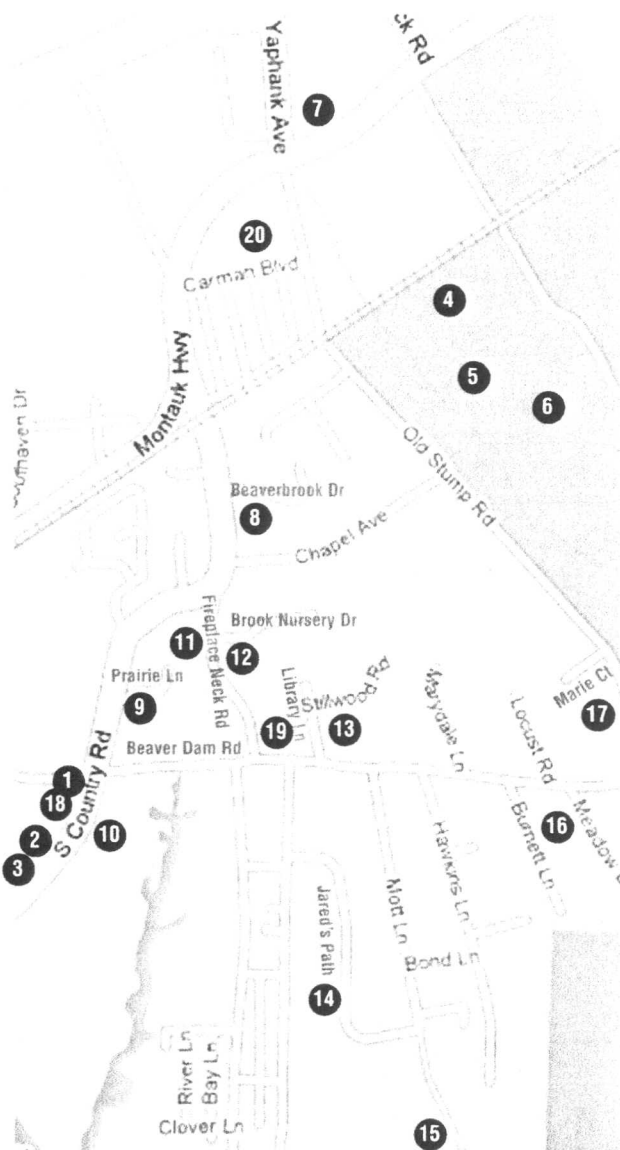 ck Rd
Yaphank Ave
7
20
Carman Blvd
4
5
6
Montauk Hwy
Old Stump Rd
Beaverbrook Dr
8
Chapel Ave
Fireplace Neck Rd
11
Brook Nursery Dr
12
Prairie Ln
9
Library Ln
19
Stillwood Rd
13
Marydale Ln
Locust Rd
Marie Ct
17
Beaver Dam Rd
S Country Rd
1
18
2
3
10
Meadow
16
Burnett Ln
Hawkins Ln
Mott Ln
Jared's Path
Bond Ln
14
River Ln
Bay Ln
Clover Ln
15